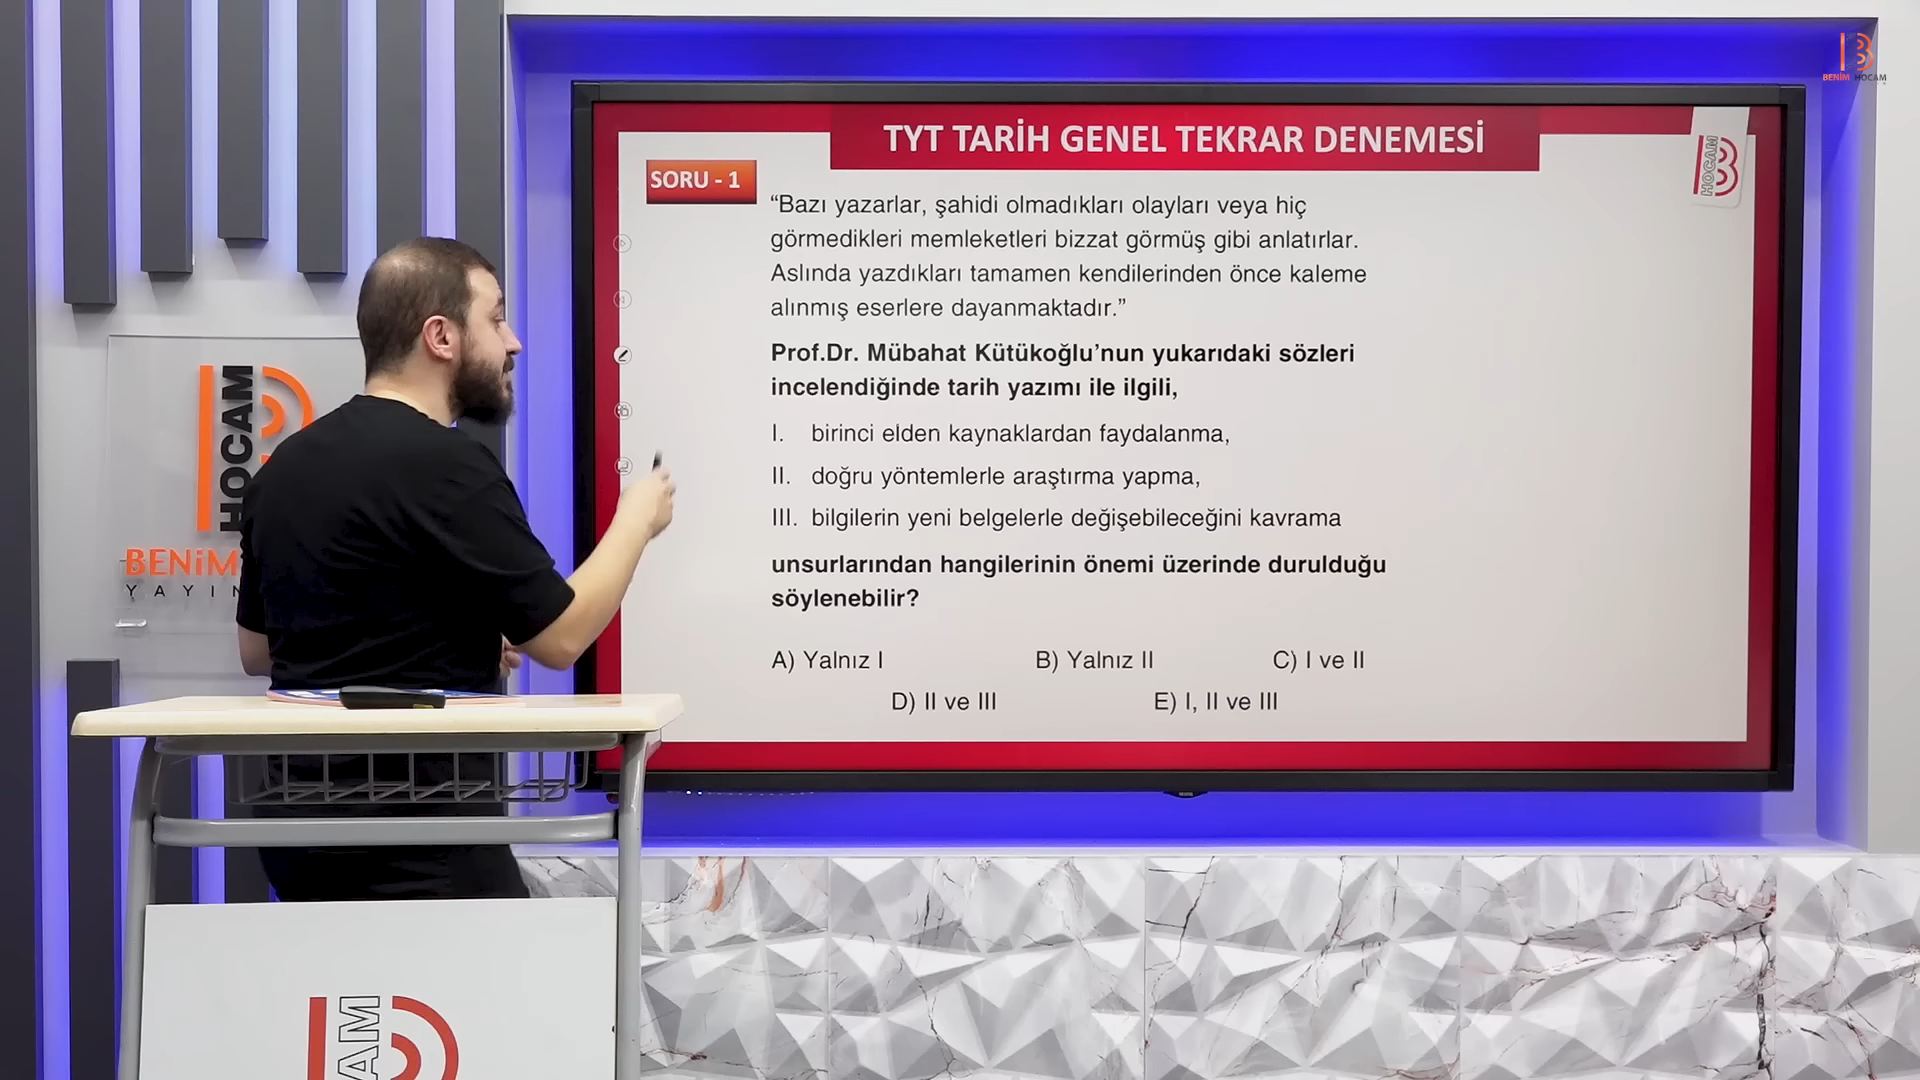 BENİM HOCAM
TYT TARİH GENEL TEKRAR DENEMESİ
HOCAM
SORU - 1
“Bazı yazarlar, şahidi olmadıkları olayları veya hiç
görmedikleri memleketleri bizzat görmüş gibi anlatırlar.
Aslında yazdıkları tamamen kendilerinden önce kaleme
alınmış eserlere dayanmaktadır.”
Prof.Dr. Mübahat Kütükoğlu’nun yukarıdaki sözleri
incelendiğinde tarih yazımı ile ilgili,
I. birinci elden kaynaklardan faydalanma,
II. doğru yöntemlerle araştırma yapma,
III. bilgilerin yeni belgelerle değişebileceğini kavrama
unsurlarından hangilerinin önemi üzerinde durulduğu
söylenebilir?
A) Yalnız I B) Yalnız II C) I ve II
D) II ve III E) I, II ve III
HOCAM
BENİM
YAYIN